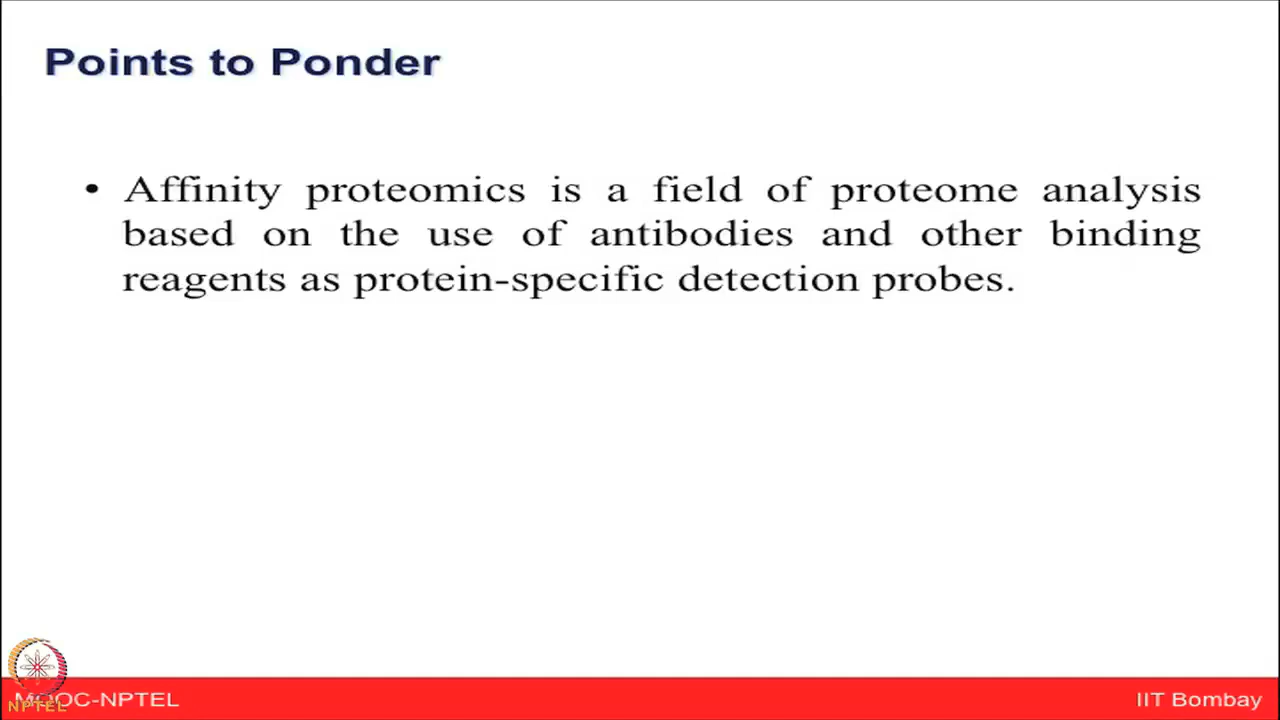 Points to Ponder
• Affinity proteomics is a field of proteome analysis
based on the use of antibodies and other binding
reagents as protein-specific detection probes.
MOOC-NPTEL
NPTEL
IIT Bombay